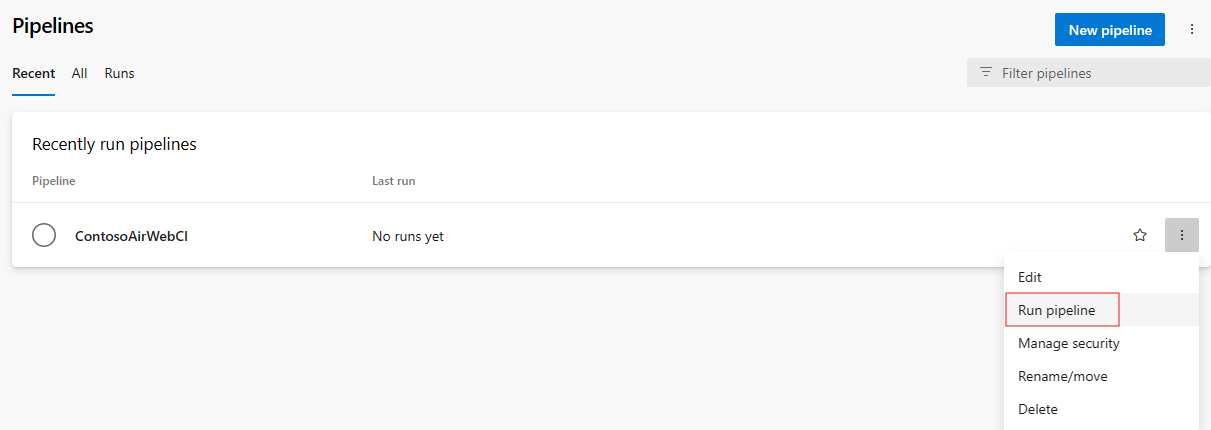 Pipelines
New pipeline
Recent All Runs
Filter pipelines
Recently run pipelines
Pipeline Last run
ContosoAirWebCI No runs yet
Edit
Run pipeline
Manage security
Rename/move
Delete